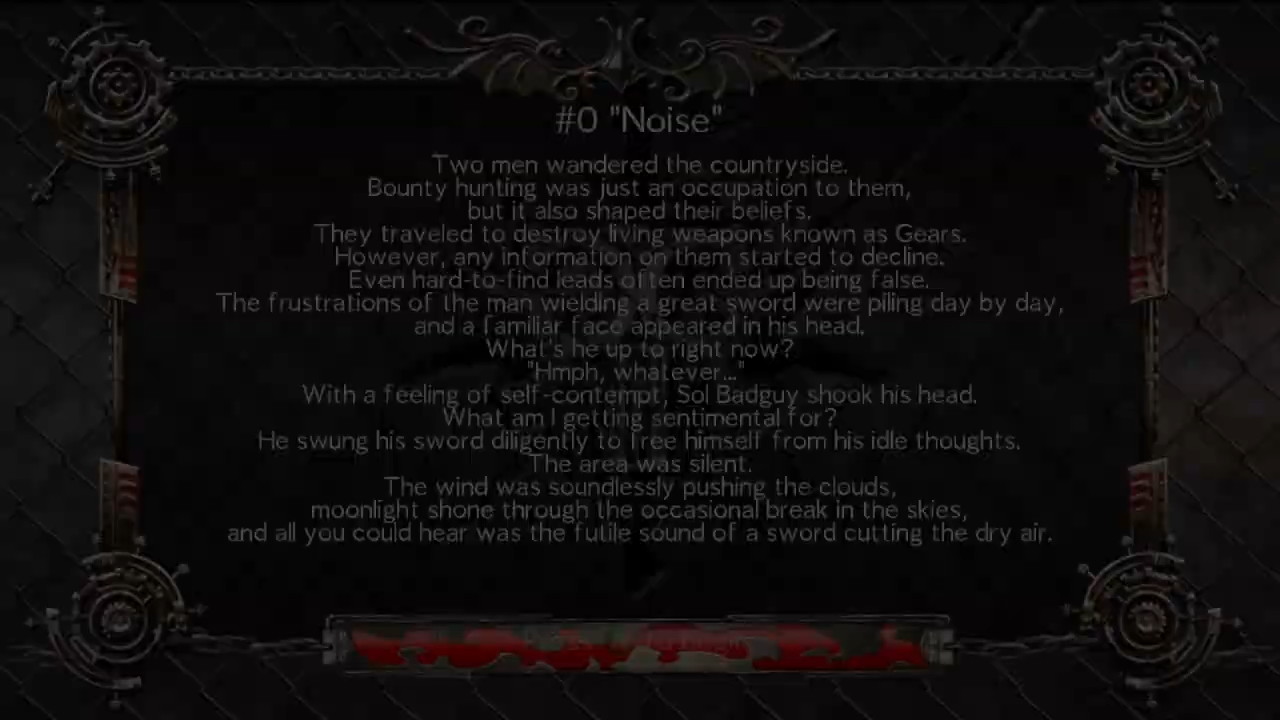 #0 "Noise"
Two men wandered the countryside.
Bounty hunting was just an occupation to them,
but it also shaped their beliefs.
They traveled to destroy living weapons known as Gears.
However, any information on them started to decline.
Even hard-to-find leads often ended up being false.
The frustrations of the man wielding a great sword were piling day by day,
and a familiar face appeared in his head.
What's he up to right now?
"Hmph, whatever..."
With a feeling of self-contempt, Sol Badguy shook his head.
What am I getting sentimental for?
He swung his sword diligently to free himself from his idle thoughts.
The area was silent.
The wind was soundlessly pushing the clouds,
moonlight shone through the occasional break in the skies,
and all you could hear was the futile sound of a sword cutting the dry air.